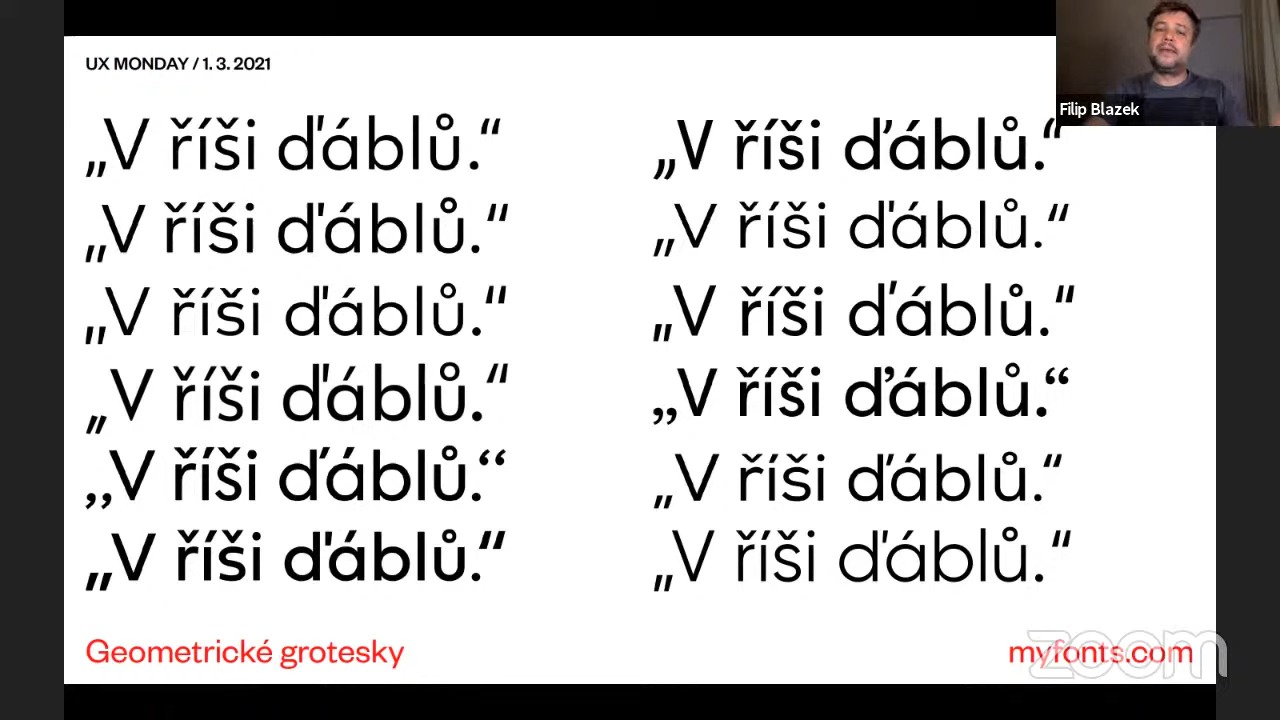 UX MONDAY / 1. 3. 2021
Filip Blazek
„V říši ďáblů.“
„V říši ďáblů.“
„V říši ďáblů.“
„V říši ďáblů.“
„V říši ďáblů.“
„V říši ďáblů.“
„V říši ďáblů.“
„V říši ďáblů.“
„V říši ďáblů.“
„V říši ďáblů.“
„V říši ďáblů.“
„V říši ďáblů.“
Geometrické grotesky
myfonts.com
zoom